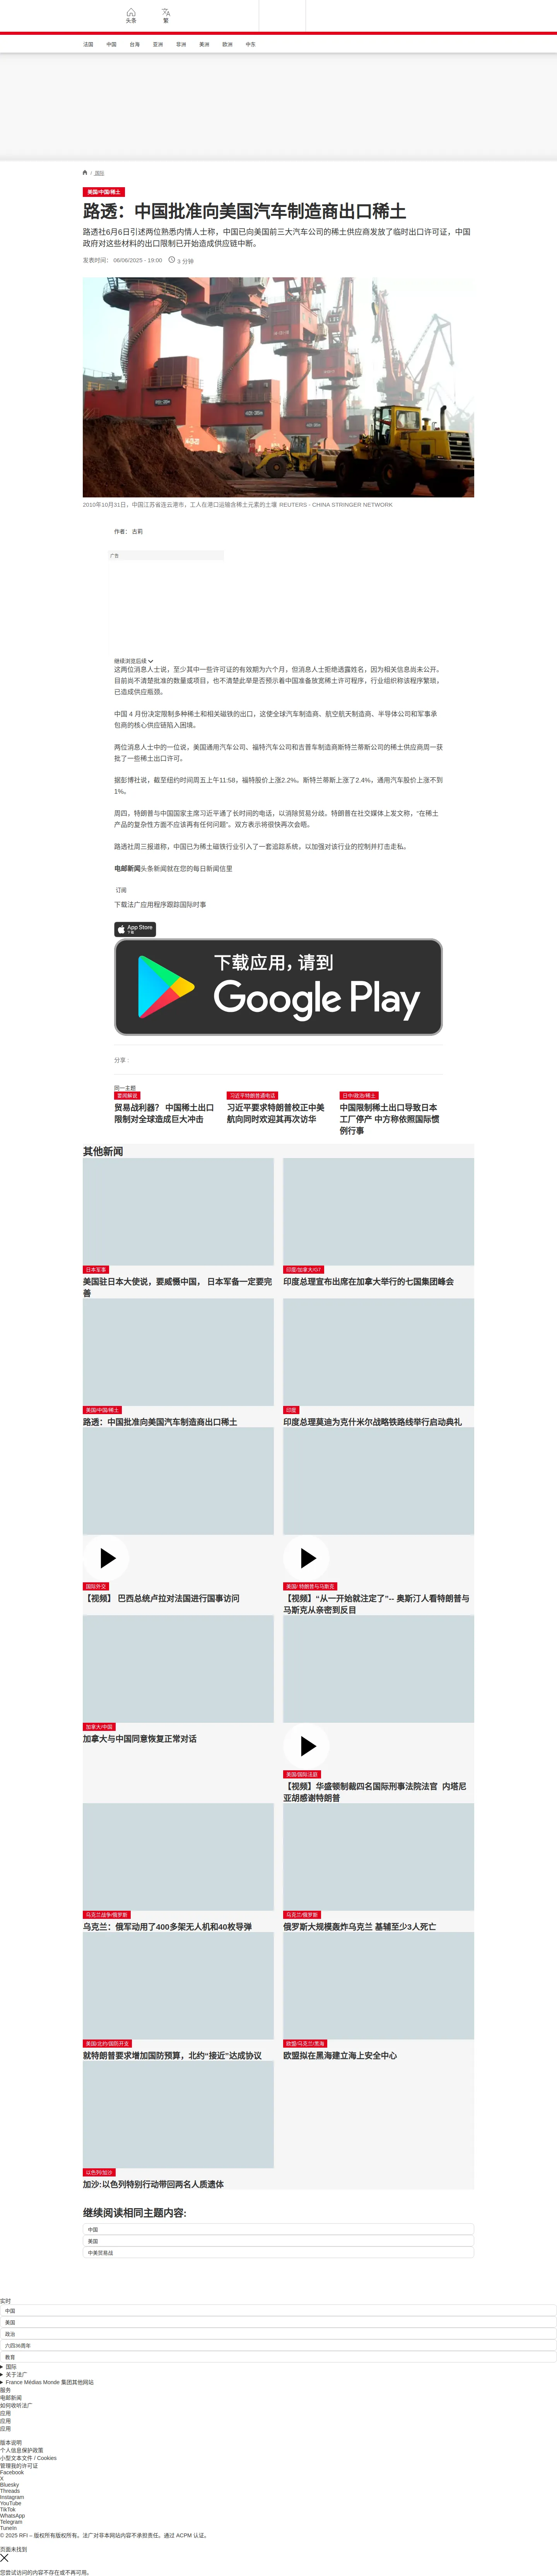 头条
繁
法国
中国
台海
亚洲
非洲
美洲
欧洲
中东
/ 国际
美国/中国/稀土
路透：中国批准向美国汽车制造商出口稀土
路透社6月6日引述两位熟悉内情人士称，中国已向美国前三大汽车公司的稀土供应商发放了临时出口许可证，中国
政府对这些材料的出口限制已开始造成供应链中断。
发表时间： 06/06/2025 - 19:00
3 分钟
2010年10月31日，中国江苏省连云港市，工人在港口运输含稀土元素的土壤 REUTERS - CHINA STRINGER NETWORK
作者： 古莉
广告
继续浏览后续
这两位消息人士说，至少其中一些许可证的有效期为六个月，但消息人士拒绝透露姓名，因为相关信息尚未公开。
目前尚不清楚批准的数量或项目，也不清楚此举是否预示着中国准备放宽稀土许可程序，行业组织称该程序繁琐，
已造成供应瓶颈。
中国 4 月份决定限制多种稀土和相关磁铁的出口，这使全球汽车制造商、航空航天制造商、半导体公司和军事承
包商的核心供应链陷入困境。
两位消息人士中的一位说，美国通用汽车公司、福特汽车公司和吉普车制造商斯特兰蒂斯公司的稀土供应商周一获
批了一些稀土出口许可。
据彭博社说，截至纽约时间周五上午11:58，福特股价上涨2.2%。斯特兰蒂斯上涨了2.4%，通用汽车股价上涨不到
1%。
周四，特朗普与中国国家主席习近平通了长时间的电话，以消除贸易分歧。特朗普在社交媒体上发文称，“在稀土
产品的复杂性方面不应该再有任何问题”。双方表示将很快再次会晤。
路透社周三报道称，中国已为稀土磁铁行业引入了一套追踪系统，以加强对该行业的控制并打击走私。
电邮新闻头条新闻就在您的每日新闻信里
订阅
下载法广应用程序跟踪国际时事
App Store
下载
下载应用，请到
Google Play
分享 :
同一主题
要闻解说
贸易战利器？ 中国稀土出口
限制对全球造成巨大冲击
习近平特朗普通电话
习近平要求特朗普校正中美
航向同时欢迎其再次访华
日中/政治/稀土
中国限制稀土出口导致日本
工厂停产 中方称依照国际惯
例行事
其他新闻
日本军事
美国驻日本大使说，要威慑中国， 日本军备一定要完
善
印度/加拿大/G7
印度总理宣布出席在加拿大举行的七国集团峰会
美国/中国/稀土
路透：中国批准向美国汽车制造商出口稀土
印度
印度总理莫迪为克什米尔战略铁路线举行启动典礼
国际外交
【视频】 巴西总统卢拉对法国进行国事访问
美国/ 特朗普与马斯克
【视频】“从一开始就注定了”-- 奥斯汀人看特朗普与
马斯克从亲密到反目
加拿大/中国
加拿大与中国同意恢复正常对话
美国/国际法庭
【视频】华盛顿制裁四名国际刑事法院法官 内塔尼
亚胡感谢特朗普
乌克兰战争/俄罗斯
乌克兰：俄军动用了400多架无人机和40枚导弹
乌克兰/俄罗斯
俄罗斯大规模轰炸乌克兰 基辅至少3人死亡
美国/北约/国防开支
就特朗普要求增加国防预算，北约“接近”达成协议
欧盟/乌克兰/黑海
欧盟拟在黑海建立海上安全中心
以色列/加沙
加沙:以色列特别行动带回两名人质遗体
继续阅读相同主题内容:
中国
美国
中美贸易战
实时
中国
美国
政治
六四36周年
教育
国际
关于法广
France Médias Monde 集团其他网站
服务
电邮新闻
如何收听法广
应用
应用
应用
版本说明
个人信息保护政策
小型文本文件 / Cookies
管理我的许可证
Facebook
X
Bluesky
Threads
Instagram
YouTube
TikTok
WhatsApp
Telegram
TuneIn
© 2025 RFI – 版权所有版权所有。法广对非本网站内容不承担责任。通过 ACPM 认证。
页面未找到
您尝试访问的内容不存在或不再可用。